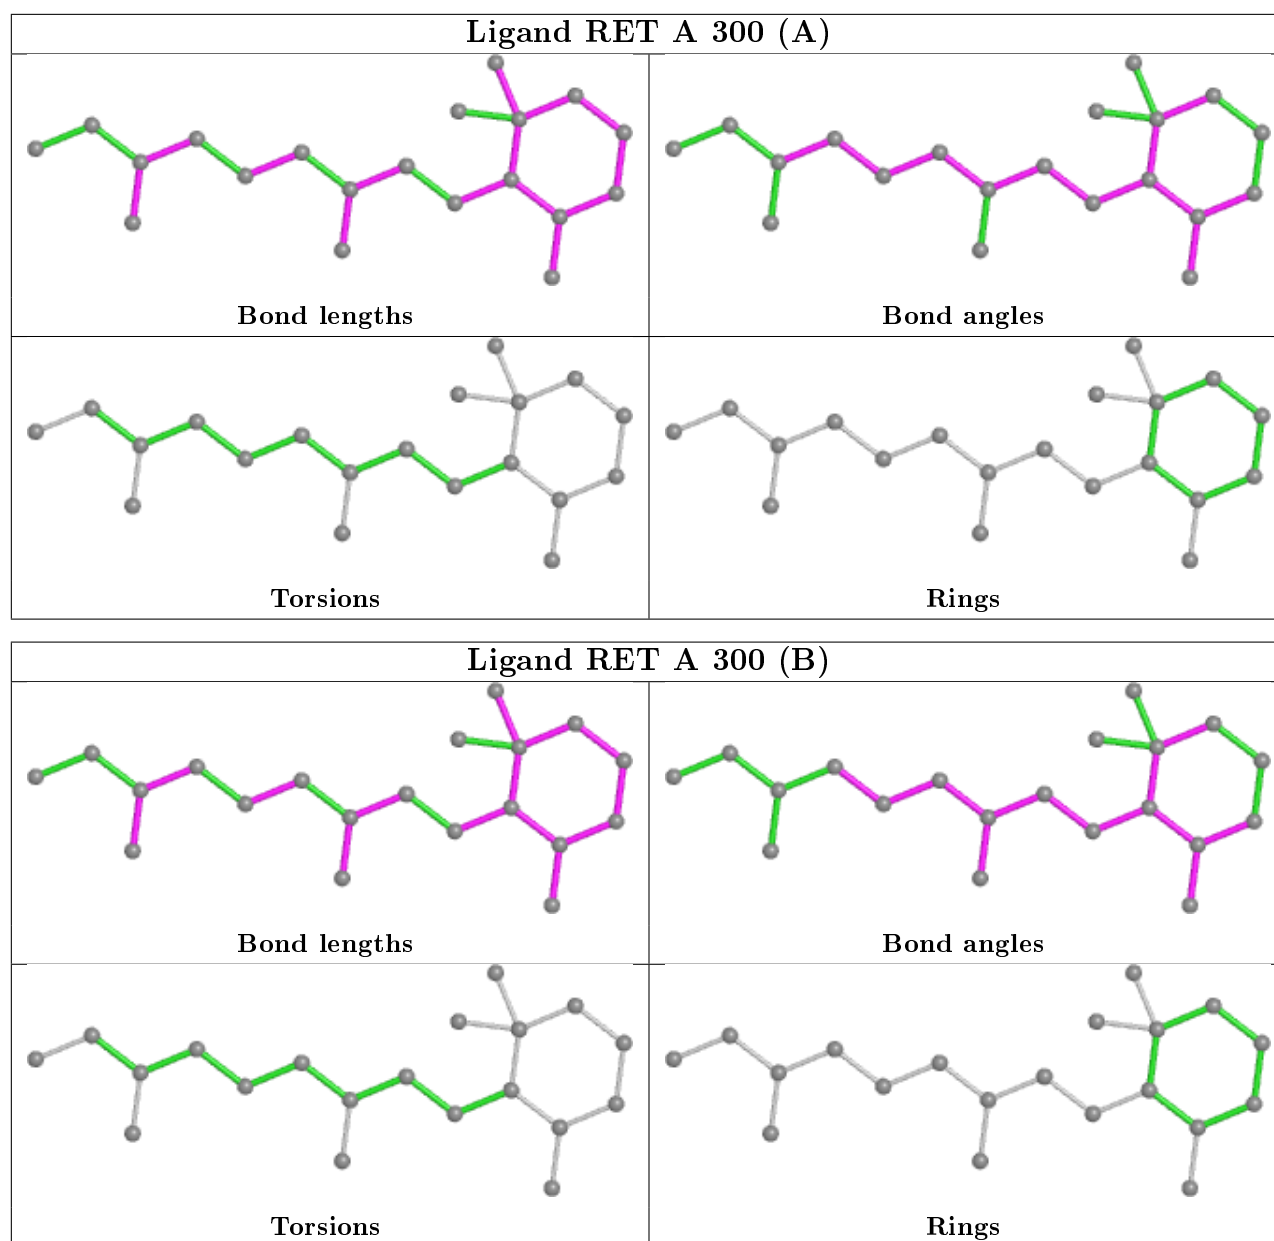 Ligand RET A 300 (A)
Bond lengths
Bond angles
Torsions
Rings
Ligand RET A 300 (B)
Bond lengths
Bond angles
Torsions
Rings